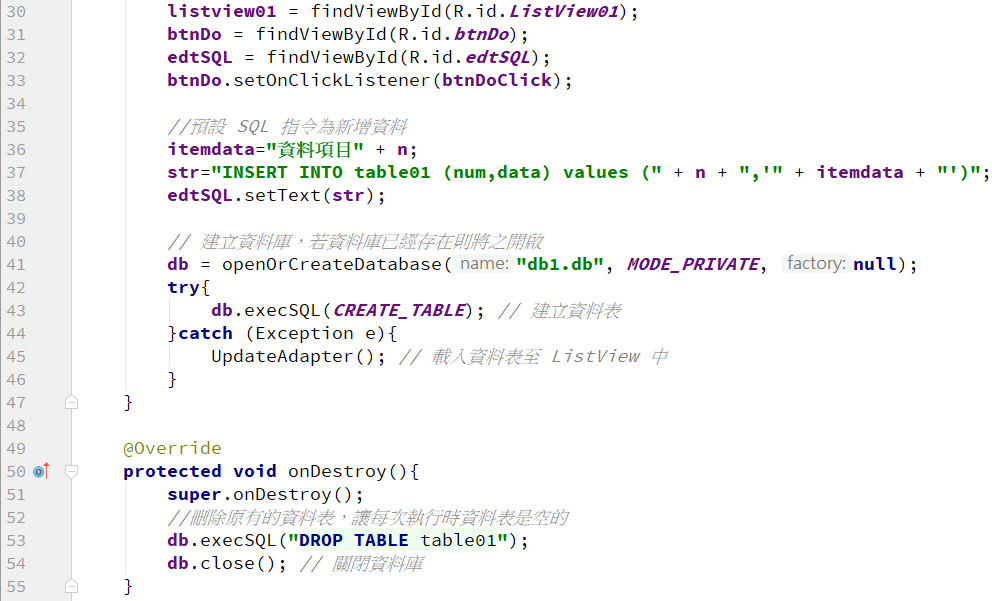 30 listview01 = findViewById(R.id.ListView01);
31 btnDo = findViewById(R.id.btnDo);
32 edtSQL = findViewById(R.id.edtSQL);
33 btnDo.setOnClickListener(btnDoClick);
34
35 //預設 SQL 指令為新增資料
36 itemdata="資料項目" + n;
37 str="INSERT INTO table01 (num,data) values (" + n + ",'" + itemdata + "')";
38 edtSQL.setText(str);
39
40 // 建立資料庫，若資料庫已經存在則將之開啟
41 db = openOrCreateDatabase( name: "db1.db", MODE_PRIVATE, factory: null);
42 try{
43 db.execSQL(CREATE_TABLE); // 建立資料表
44 }catch (Exception e){
45 UpdateAdapter(); // 載入資料表至 ListView 中
46 }
47 }
48
49 @Override
50 protected void onDestroy(){
51 super.onDestroy();
52 //刪除原有的資料表，讓每次執行時資料表是空的
53 db.execSQL("DROP TABLE table01");
54 db.close(); // 關閉資料庫
55 }